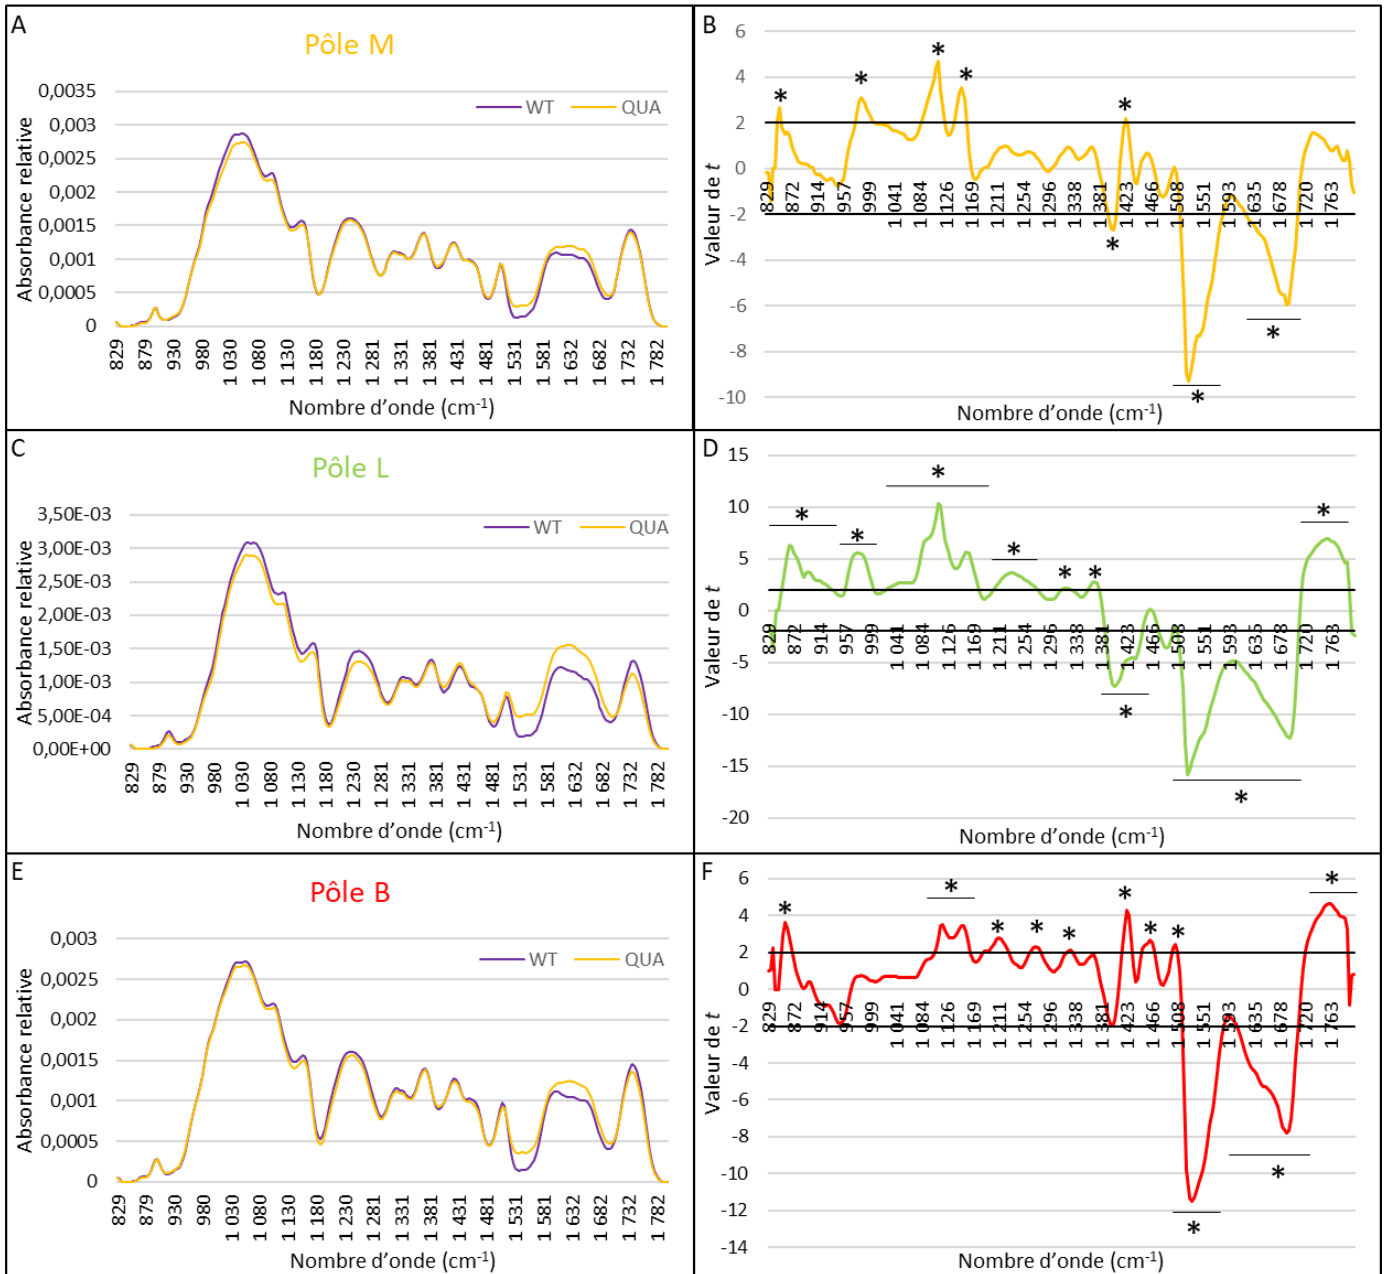 A
Pôle M
Absorbance relative
0,0035
0,003
0,0025
0,002
0,0015
0,001
0,0005
0
WT QUA
829 879 930 980 1 030 1 080 1 130 1 180 1 230 1 281 1 331 1 381 1 431 1 481 1 531 1 581 1 632 1 682 1 732 1 782
Nombre d'onde (cm-1)
B
Valeur de t
6
4
2
0
-2
-4
-6
-8
-10
* * * * * * * *
829 872 914 957 999 1 041 1 084 1 126 1 169 1 211 1 254 1 296 1 338 1 381 1 423 1 466 1 508 1 551 1 593 1 635 1 678 1 720 1 763
Nombre d'onde (cm-1)
C
Pôle L
Absorbance relative
3,50E-03
3,00E-03
2,50E-03
2,00E-03
1,50E-03
1,00E-03
5,00E-04
0,00E+00
WT QUA
829 879 930 980 1 030 1 080 1 130 1 180 1 230 1 281 1 331 1 381 1 431 1 481 1 531 1 581 1 632 1 682 1 732 1 782
Nombre d'onde (cm-1)
D
Valeur de t
15
10
5
0
-5
-10
-15
-20
* * * * * * * * *
829 872 914 957 999 1 041 1 084 1 126 1 169 1 211 1 254 1 296 1 338 1 381 1 423 1 466 1 508 1 551 1 593 1 635 1 678 1 720 1 763
Nombre d'onde (cm-1)
E
Pôle B
Absorbance relative
0,003
0,0025
0,002
0,0015
0,001
0,0005
0
WT QUA
829 879 930 980 1 030 1 080 1 130 1 180 1 230 1 281 1 331 1 381 1 431 1 481 1 531 1 581 1 632 1 682 1 732 1 782
Nombre d'onde (cm-1)
F
Valeur de t
6
4
2
0
-2
-4
-6
-8
-10
-12
-14
* * * * * * * * * * *
829 872 914 957 999 1 041 1 084 1 126 1 169 1 211 1 254 1 296 1 338 1 381 1 423 1 466 1 508 1 551 1 593 1 635 1 678 1 720 1 763
Nombre d'onde (cm-1)